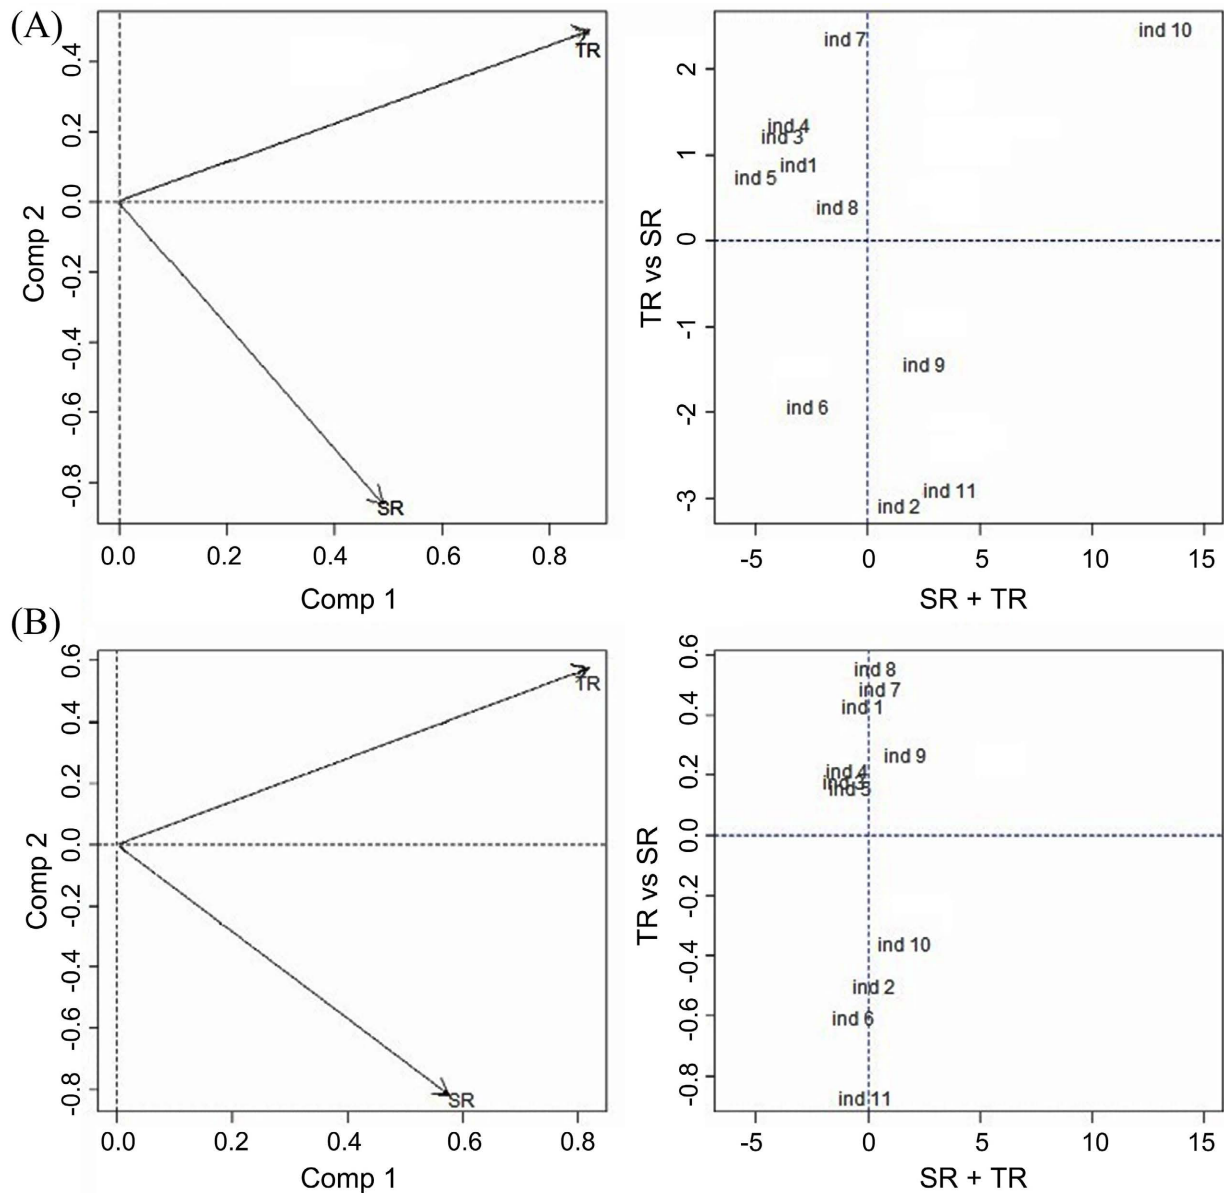 (A)
0.4
0.2
0.0
-0.2
-0.4
-0.6
-0.8
Comp 2
TR
SR
0.0 0.2 0.4 0.6 0.8
Comp 1
2
1
0
-1
-2
-3
TR vs SR
ind 7
ind 10
ind 4
ind 3
ind1
ind 5
ind 8
ind 9
ind 6
ind 11
ind 2
-5 0 5 10 15
SR + TR
(B)
0.6
0.4
0.2
0.0
-0.2
-0.4
-0.6
-0.8
Comp 2
TR
SR
0.0 0.2 0.4 0.6 0.8
Comp 1
0.6
0.4
0.2
0.0
-0.2
-0.4
-0.6
-0.8
TR vs SR
ind 8
ind 7
ind 1
ind 9
ind 4
ind 3
ind 5
ind 10
ind 2
ind 6
ind 11
-5 0 5 10 15
SR + TR